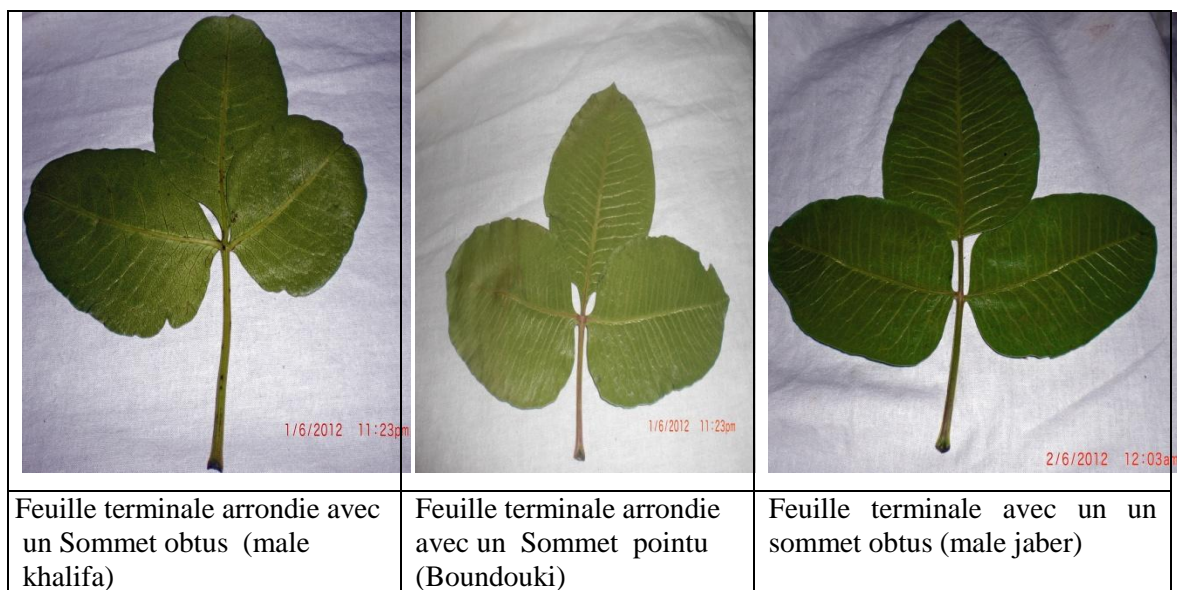 1/6/2012 11:23pm
1/6/2012 11:23pm
2/6/2012 12:03am
Feuille terminale arrondie avec
un Sommet obtus (male
khalifa)
Feuille terminale arrondie
avec un Sommet pointu
(Boundouki)
Feuille terminale avec un un
sommet obtus (male jaber)